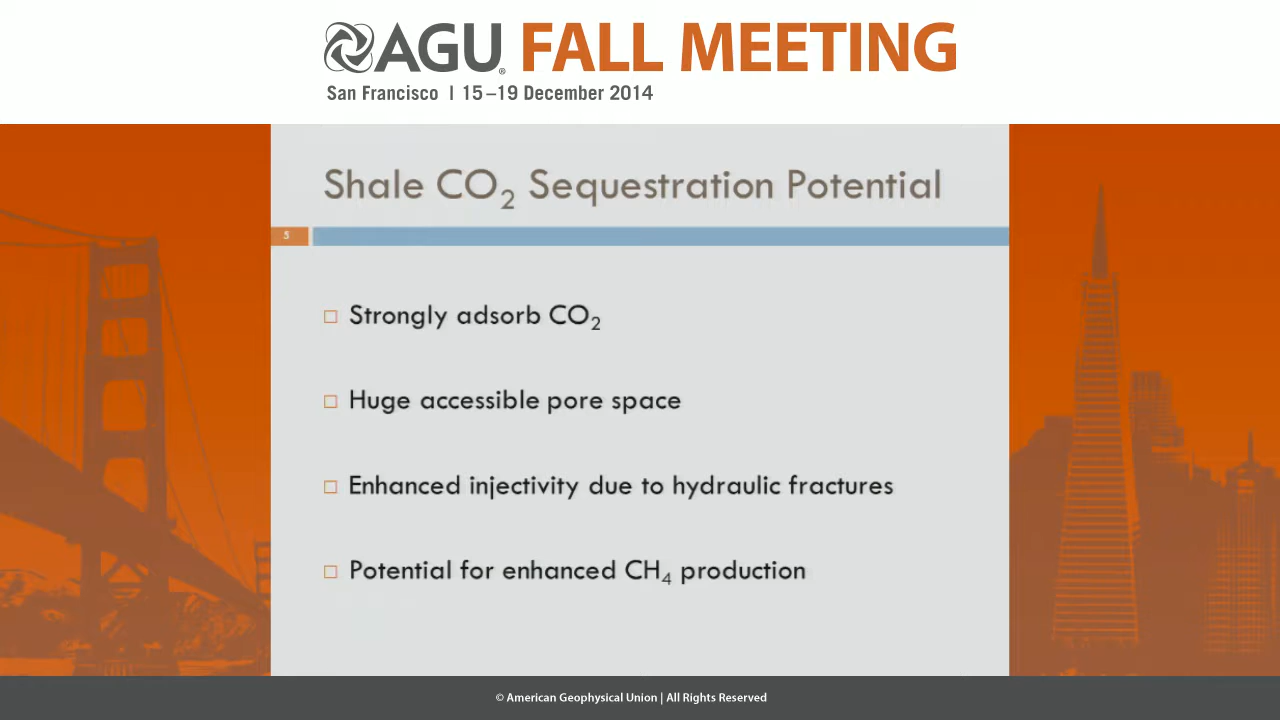 AGU® FALL MEETING
San Francisco | 15–19 December 2014
Shale CO₂ Sequestration Potential
5
Strongly adsorb CO₂
Huge accessible pore space
Enhanced injectivity due to hydraulic fractures
Potential for enhanced CH₄ production
© American Geophysical Union | All Rights Reserved